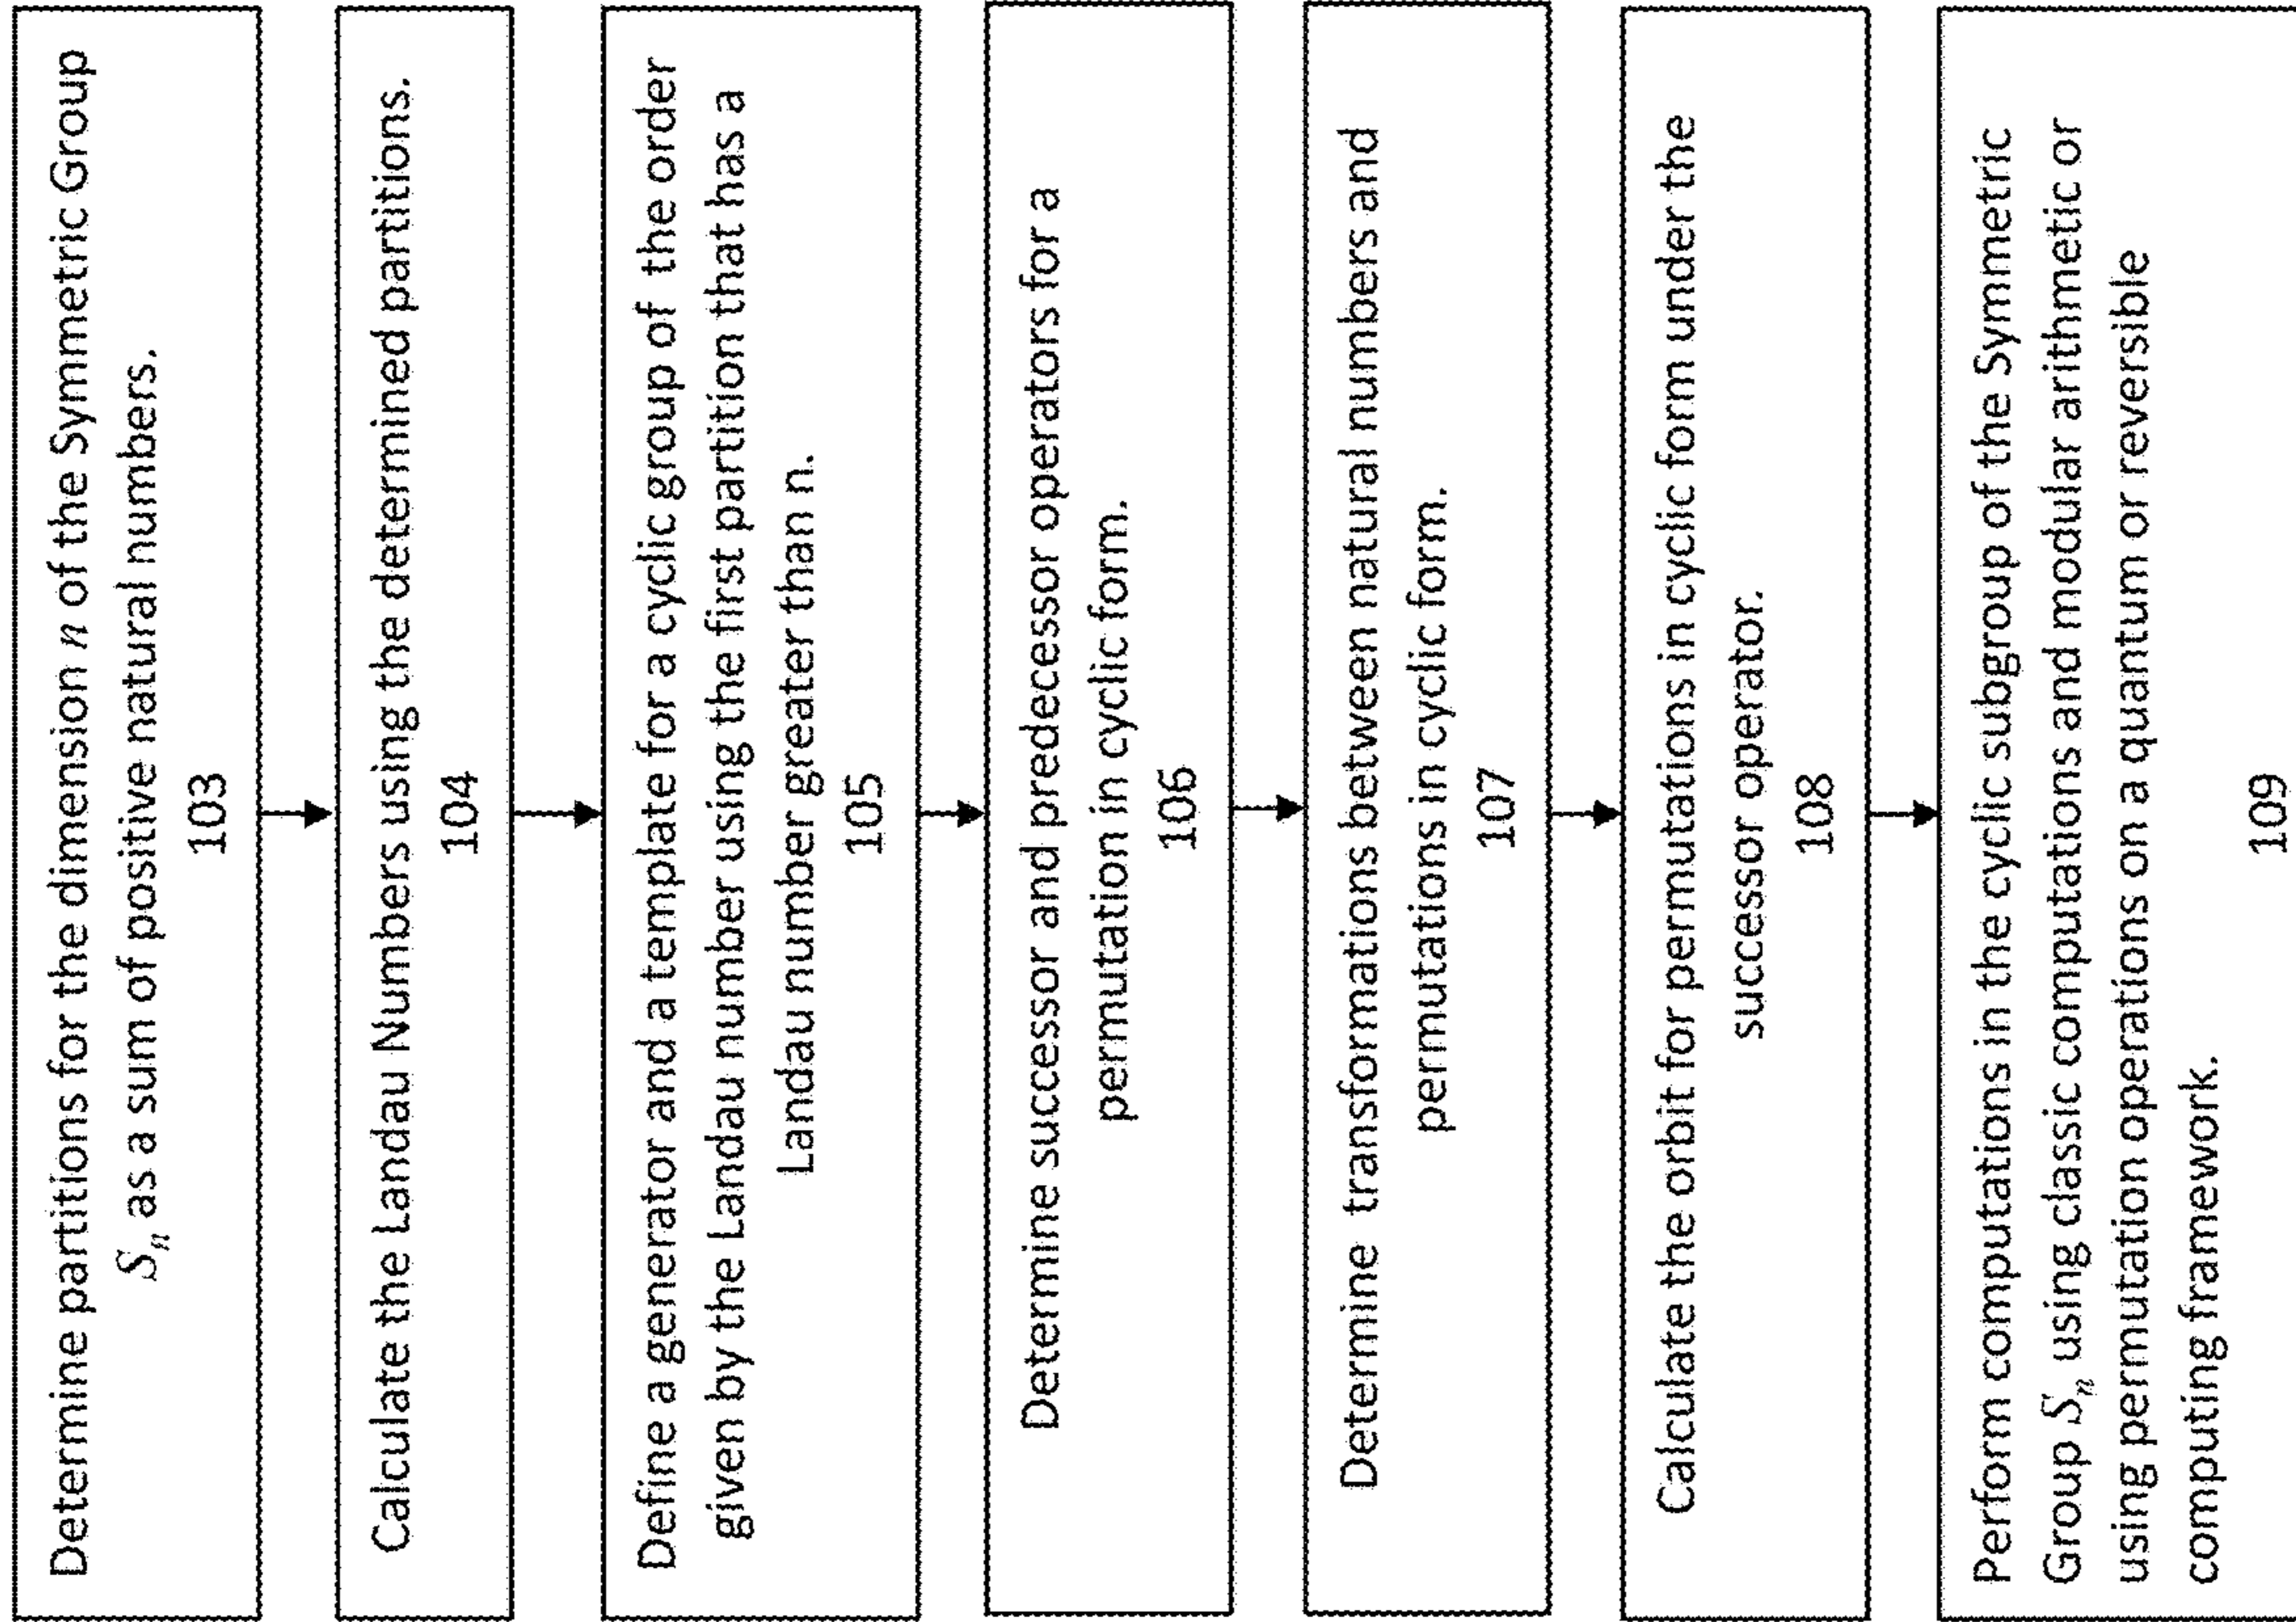 Determine partitions for the dimension n of the Symmetric Group
Sn as a sum of positive natural numbers.
103
Calculate the Landau Numbers using the determined partitions.
104
Define a generator and a template for a cyclic group of the order
given by the Landau number using the first partition that has a
Landau number greater than n.
105
Determine successor and predecessor operators for a
permutation in cyclic form.
106
Determine transformations between natural numbers and
permutations in cyclic form.
107
Calculate the orbit for permutations in cyclic form under the
successor operator.
108
Perform computations in the cyclic subgroup of the Symmetric
Group Sn using classic computations and modular arithmetic or
using permutation operations on a quantum or reversible
computing framework.
109